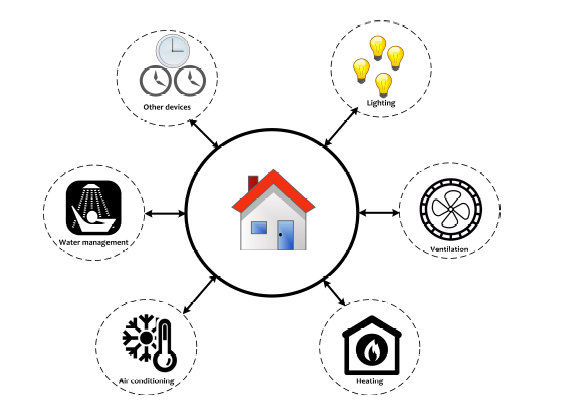 Other devices
Lighting
Water management
Ventilation
Air conditioning
Heating